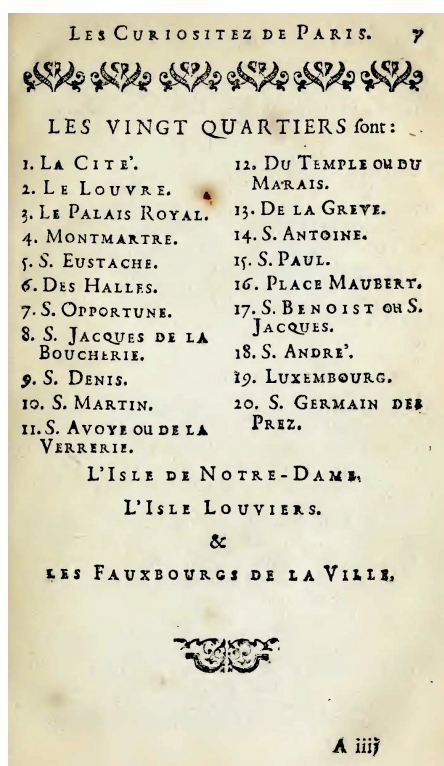 LES CURIOSITEZ DE PARIS. 7
LES VINGT QUARTIERS sont :
1. LA CITE'.
2. LE LOUVRE.
3. LE PALAIS ROYAL.
4. MONTMARTRE.
5. S. EUSTACHE.
6. DES HALLES.
7. S. OPPORTUNE.
8. S. JACQUES DE LA
BOUCHERIE.
9. S. DENIS.
10. S. MARTIN.
11. S. AVOYE OU DE LA
VERRERIE.
12. DU TEMPLE OU DU
MARAIS.
13. DE LA GREVE.
14. S. ANTOINE.
15. S. PAUL.
16. PLACE MAUBERT.
17. S. BENOIST OU S.
JACQUES.
18. S. ANDRE'.
19. LUXEMBOURG.
20. S. GERMAIN DES
PREZ.
L'ISLE DE NOTRE-DAME,
L'ISLE LOUVIERS.
&
LES FAUXBOURGS DE LA VILLE,
A iiij